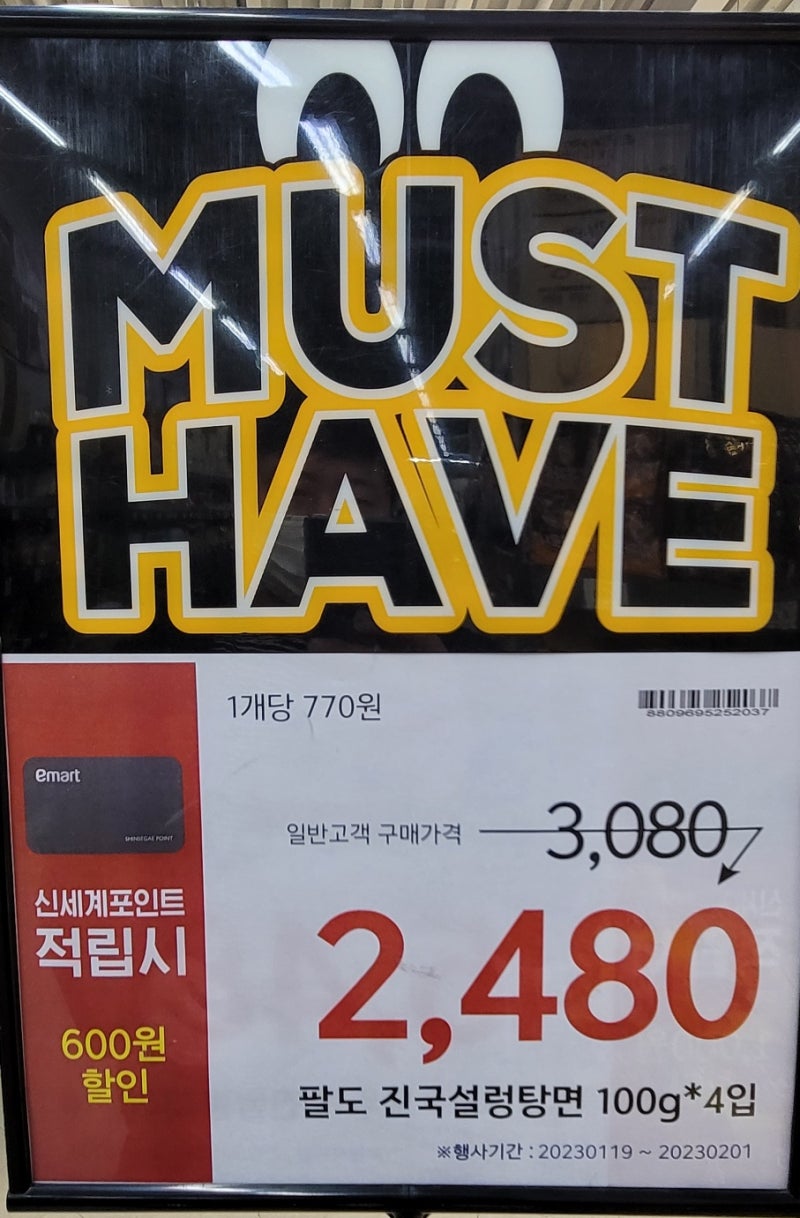 MUST
HAVE
1개당 770원
8809695252037
emart
SHINSEGAE POINT
일반고객 구매가격 3,080
신세계포인트
적립시
2,480
600원
할인
팔도 진국설렁탕면 100g*4입
※행사기간 : 20230119 ~ 20230201